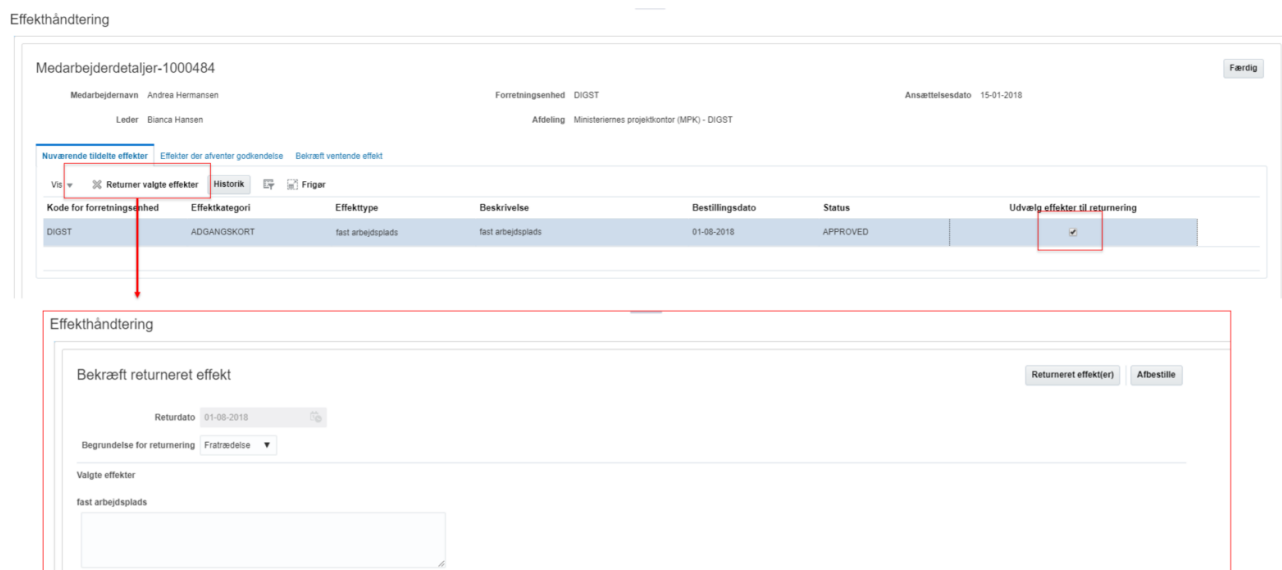 Effekthåndtering
Medarbejderdetaljer-1000484 Færdig
Medarbejdernavn Andrea Hermansen Forretningsenhed DIGST Ansættelsesdato 15-01-2018
Leder Bianca Hansen Afdeling Ministeriernes projektkontor (MPK) - DIGST
Nuværende tildelte effekter Effekter der afventer godkendelse Bekræft ventende effekt
Vis Returner valgte effekter Historik Frigør
Kode for forretningsenhed Effektkategori Effekttype Beskrivelse Bestillingsdato Status Udvælg effekter til returnering
DIGST ADGANGSKORT fast arbejdsplads fast arbejdsplads 01-08-2018 APPROVED
Effekthåndtering
Bekræft returneret effekt Returneret effekt(er) Afbestille
Returdato 01-08-2018
Begrundelse for returnering Fratrædelse
Valgte effekter
fast arbejdsplads